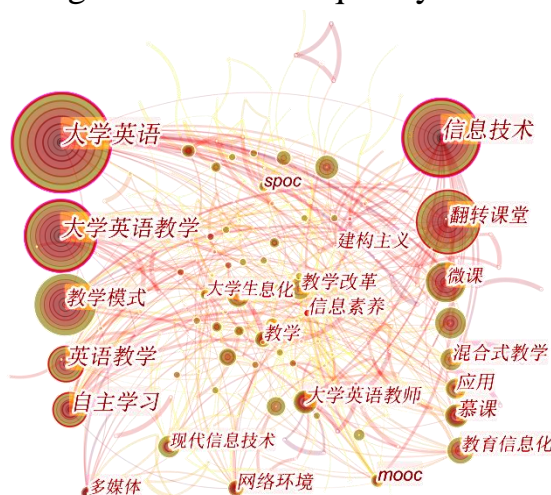 大学英语
信息技术
spoc
翻转课堂
大学英语教学
建构主义
微课
大学生息化
教学改革
教学模式
信息素养
教学
英语教学
混合式教学
应用
自主学习
大学英语教师
慕课
现代信息技术
教育信息化
多媒体
网络环境
mooc